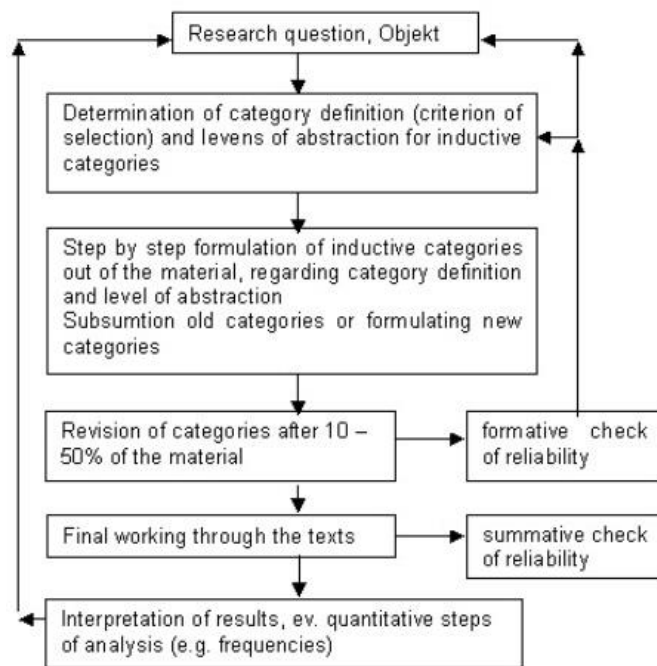 Research question, Objekt
Determination of category definition (criterion of
selection) and levens of abstraction for inductive
categories
Step by step formulation of inductive categories
out of the material, regarding category definition
and level of abstraction
Subsumtion old categories or formulating new
categories
Revision of categories after 10 –
50% of the material
formative check
of reliability
Final working through the texts
summative check
of reliability
Interpretation of results, ev. quantitative steps
of analysis (e.g. frequencies)